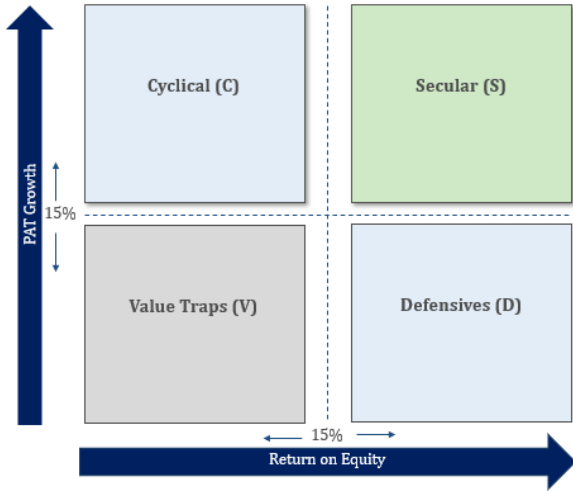 Cyclical (C)
Secular (S)
PAT Growth
15%
Value Traps (V)
Defensives (D)
15%
Return on Equity